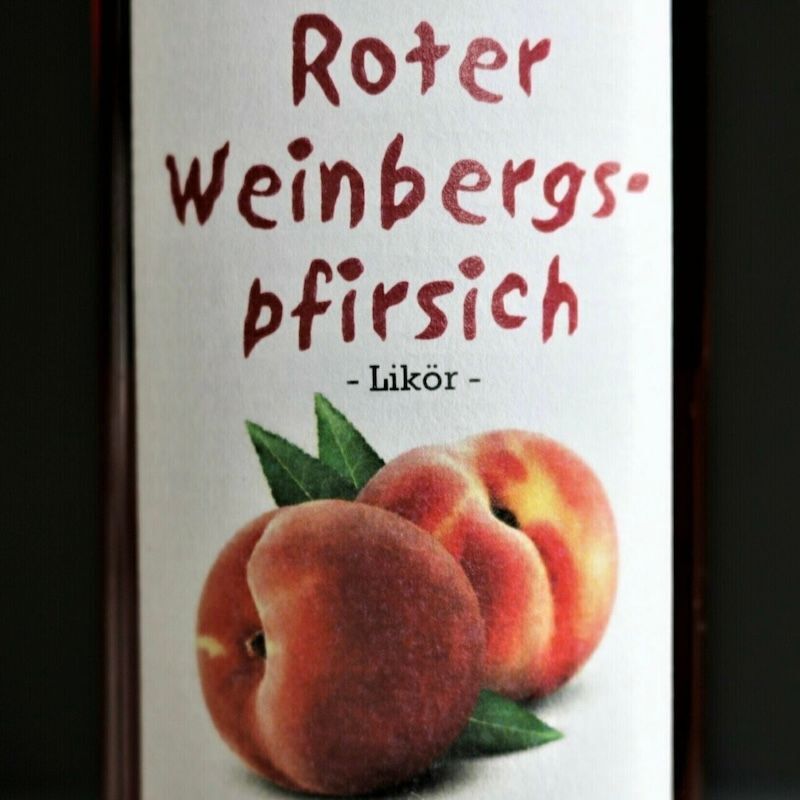 Roter
Weinbergs-
pfirsich
- Likör -